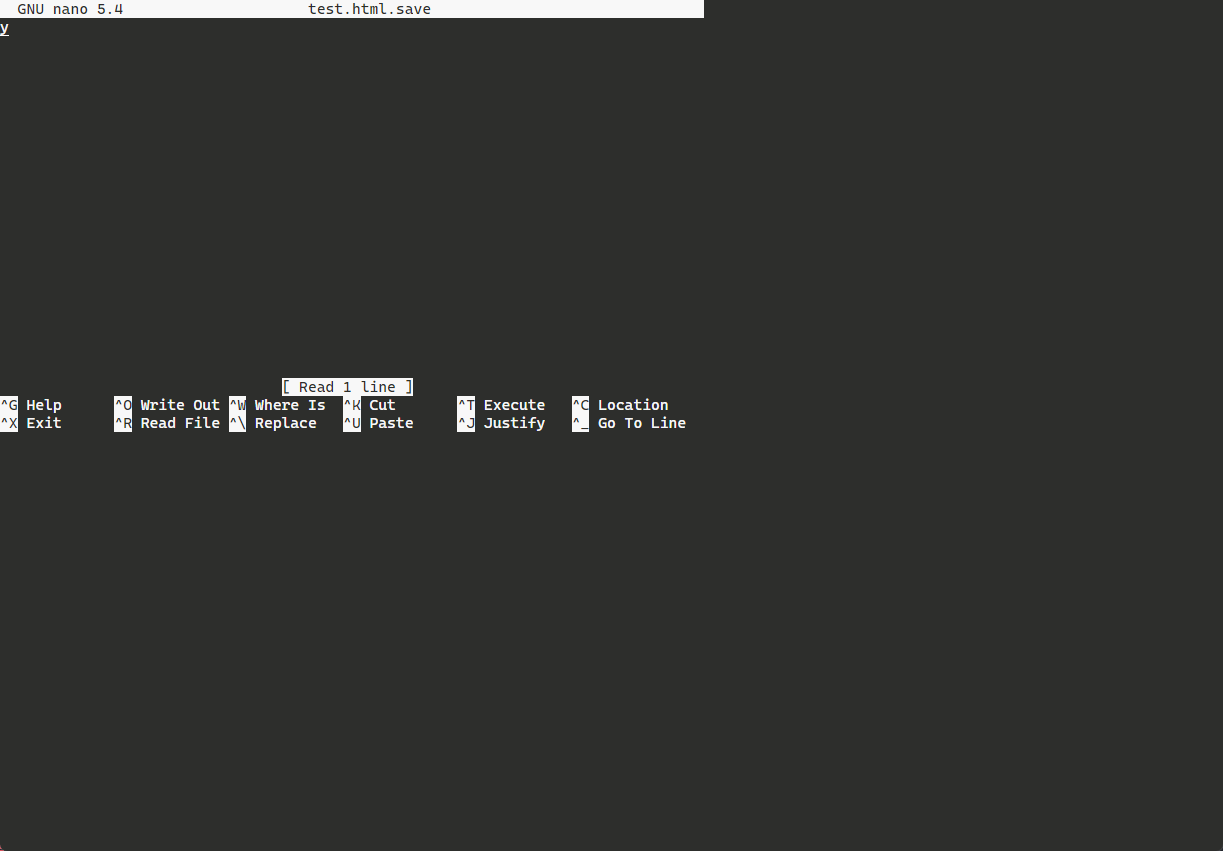 GNU nano 5.4 test.html.save
y
[ Read 1 line ]
^G Help ^O Write Out ^W Where Is ^K Cut ^T Execute ^C Location
^X Exit ^R Read File ^\ Replace ^U Paste ^J Justify ^_ Go To Line